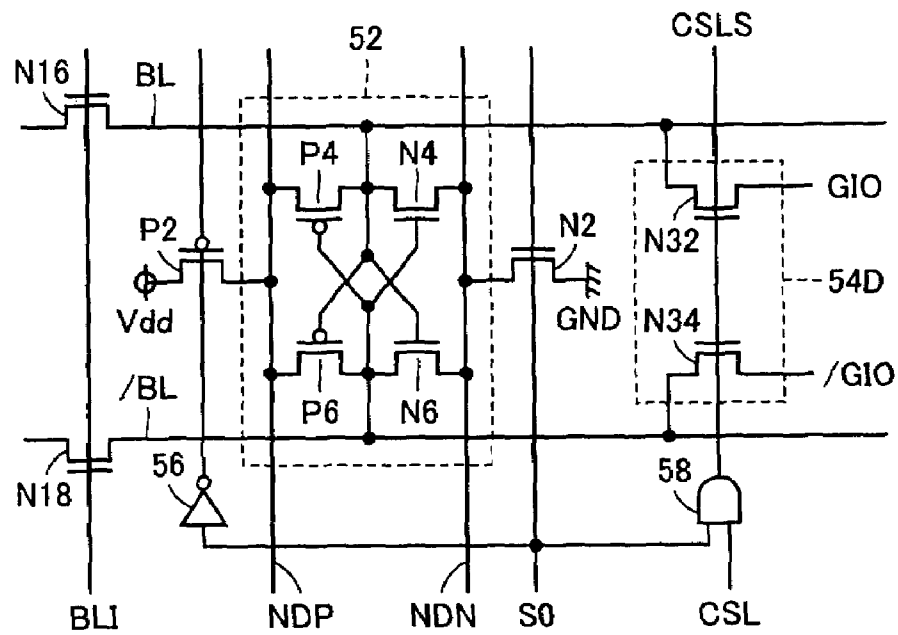 52
CSLS
N16
BL
P4
N4
GIO
P2
N2
N32
54D
Vdd
GND
N34
/BL
P6
N6
/GIO
N18
56
58
BLI
NDP
NDN
S0
CSL